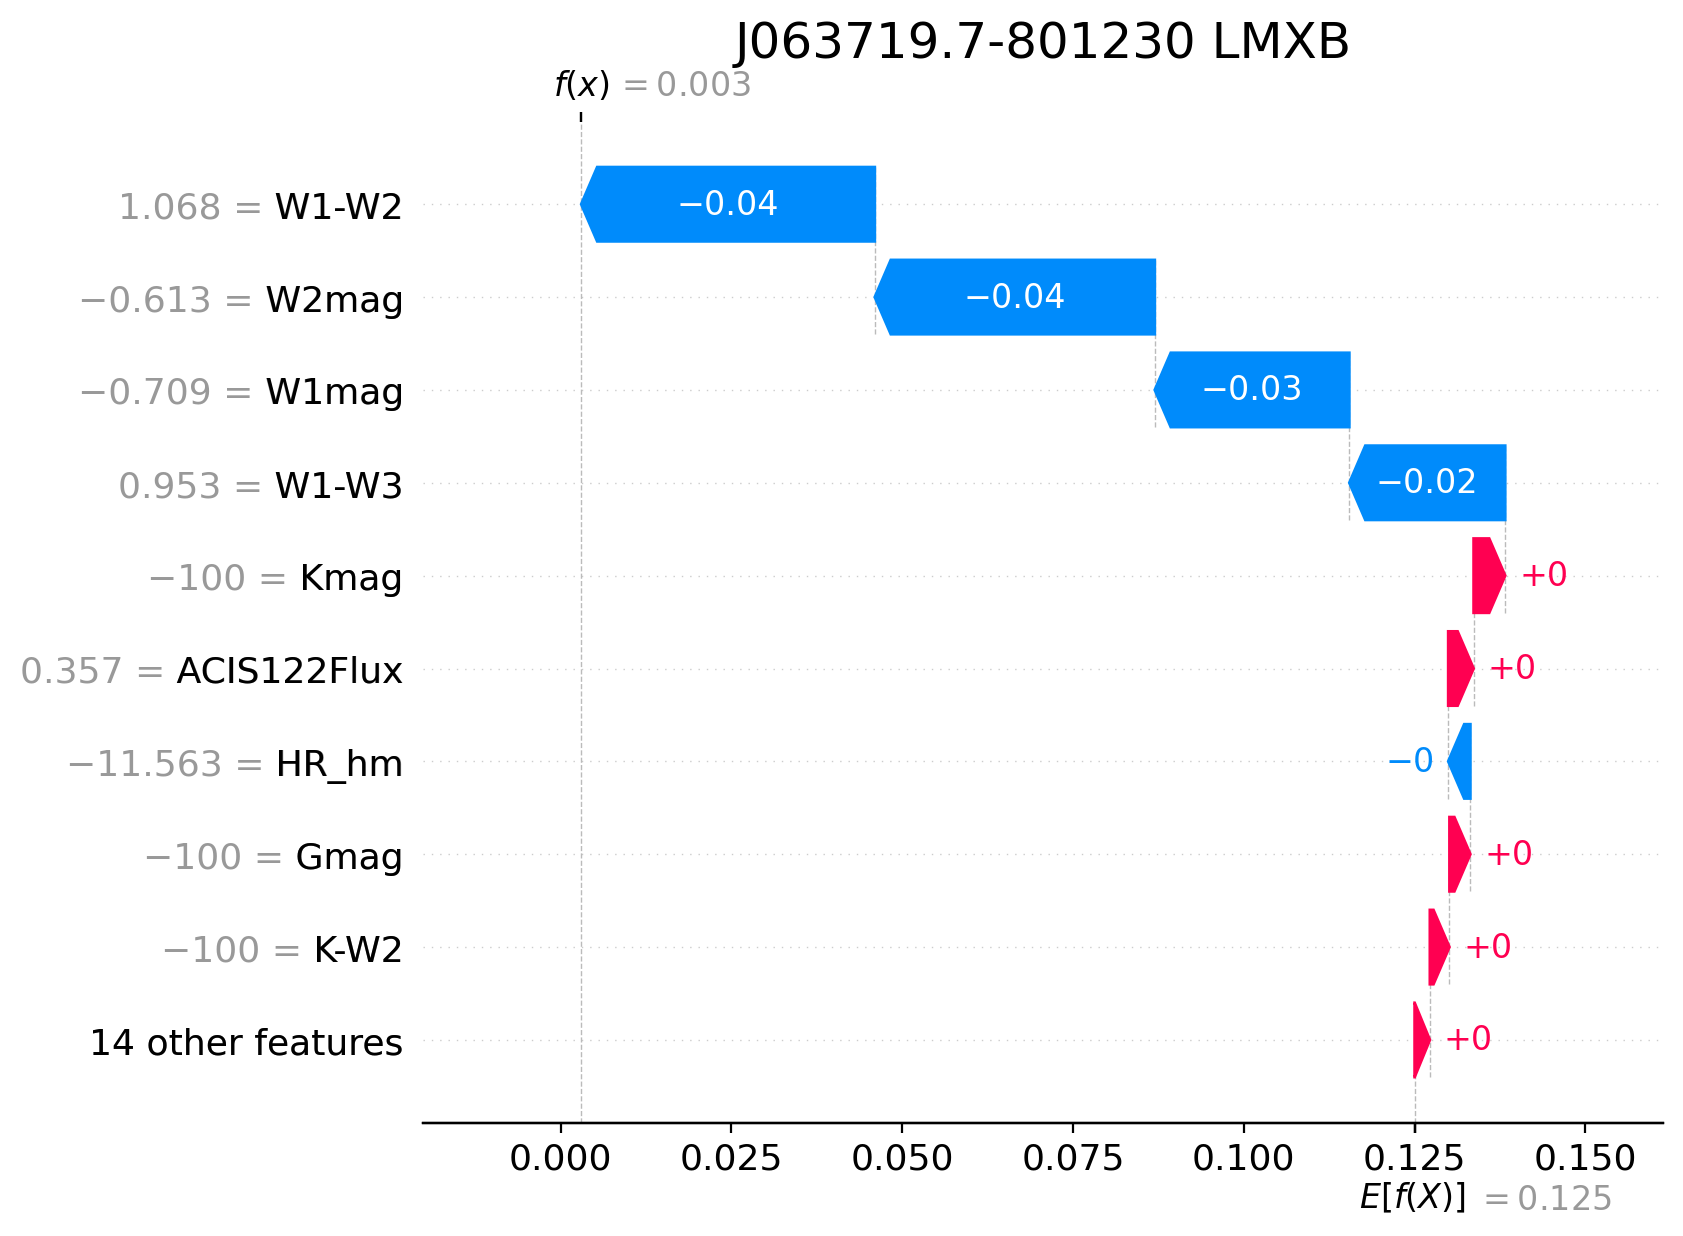 J063719.7-801230 LMXB
f(x) = 0.003
1.068 = W1-W2
−0.04
−0.613 = W2mag
−0.04
−0.709 = W1mag
−0.03
0.953 = W1-W3
−0.02
−100 = Kmag
+0
0.357 = ACIS122Flux
+0
−11.563 = HR_hm
−0
−100 = Gmag
+0
−100 = K-W2
+0
14 other features
+0
0.000 0.025 0.050 0.075 0.100 0.125 0.150
E[f(X)] = 0.125